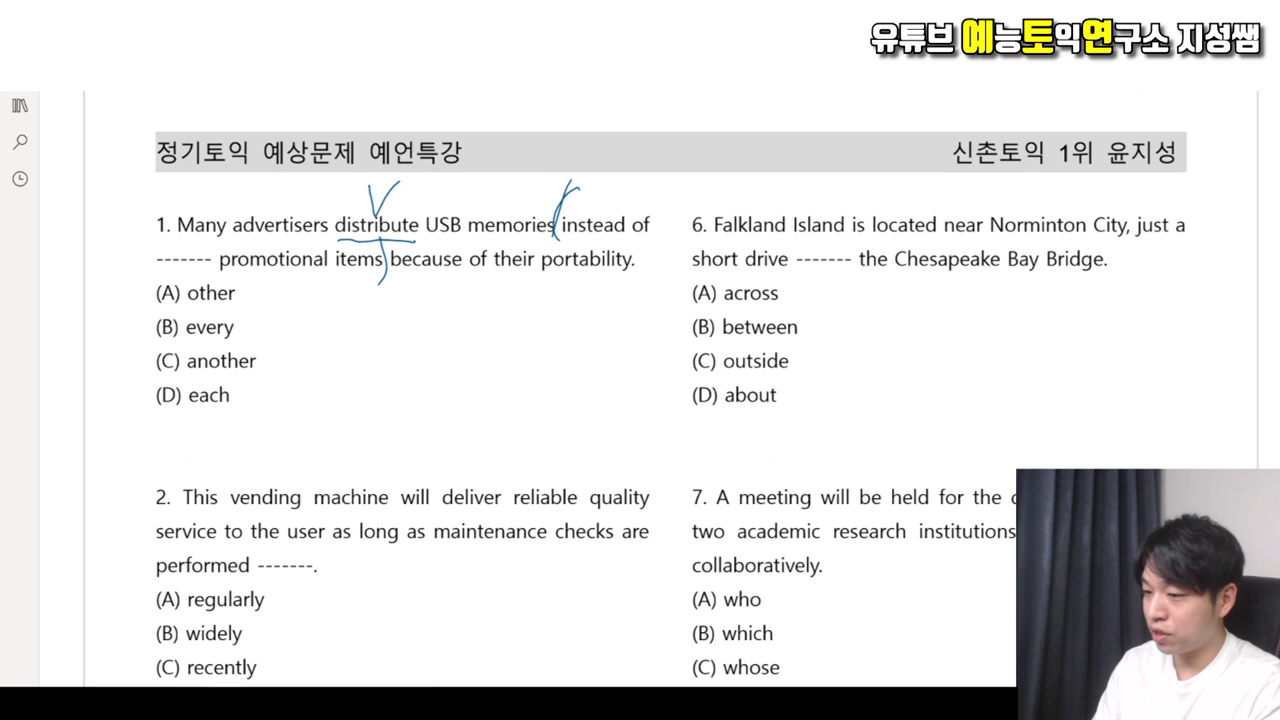 유튜브 예능토익연구소 지성쌤
정기토익 예상문제 예언특강
신촌토익 1위 윤지성
1. Many advertisers distribute USB memories instead of
------- promotional items because of their portability.
(A) other
(B) every
(C) another
(D) each
2. This vending machine will deliver reliable quality
service to the user as long as maintenance checks are
performed -------.
(A) regularly
(B) widely
(C) recently
6. Falkland Island is located near Norminton City, just a
short drive ------- the Chesapeake Bay Bridge.
(A) across
(B) between
(C) outside
(D) about
7. A meeting will be held for the
two academic research institutions
collaboratively.
(A) who
(B) which
(C) whose